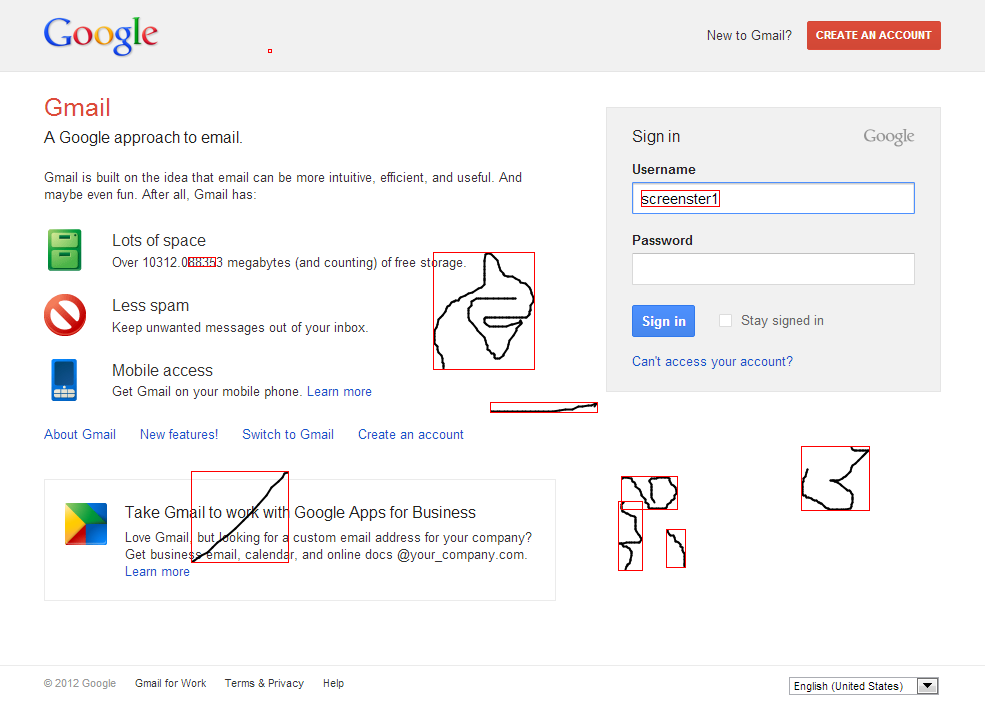 Google
New to Gmail?
CREATE AN ACCOUNT
Gmail
A Google approach to email.
Gmail is built on the idea that email can be more intuitive, efficient, and useful. And
maybe even fun. After all, Gmail has:
Lots of space
Over megabytes (and counting) of free storage.
Less spam
Keep unwanted messages out of your inbox.
Mobile access
Get Gmail on your mobile phone. Learn more
About Gmail New features! Switch to Gmail Create an account
Take Gmail to work with Google Apps for Business
Love Gmail, but looking for a custom email address for your company?
Get business email, calendar, and online docs @your_company.com.
Learn more
Sign in Google
Username
screenster1
Password
Sign in Stay signed in
Can't access your account?
© 2012 Google Gmail for Work Terms & Privacy Help
English (United States)